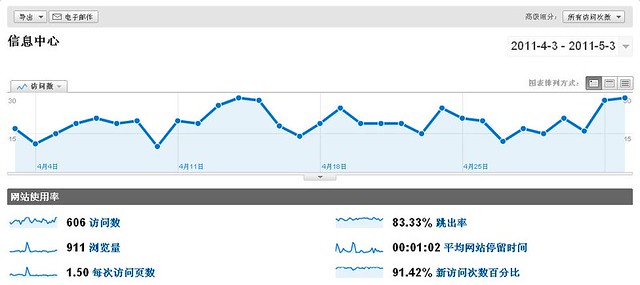 导出 电子邮件 高级细分： 所有访问次数
信息中心
2011-4-3 - 2011-5-3
访问数 图表排列方式：
30 30
15 15
4月4日 4月11日 4月18日 4月25日
网站使用率
606 访问数 83.33% 跳出率
911 浏览量 00:01:02 平均网站停留时间
1.50 每次访问页数 91.42% 新访问次数百分比